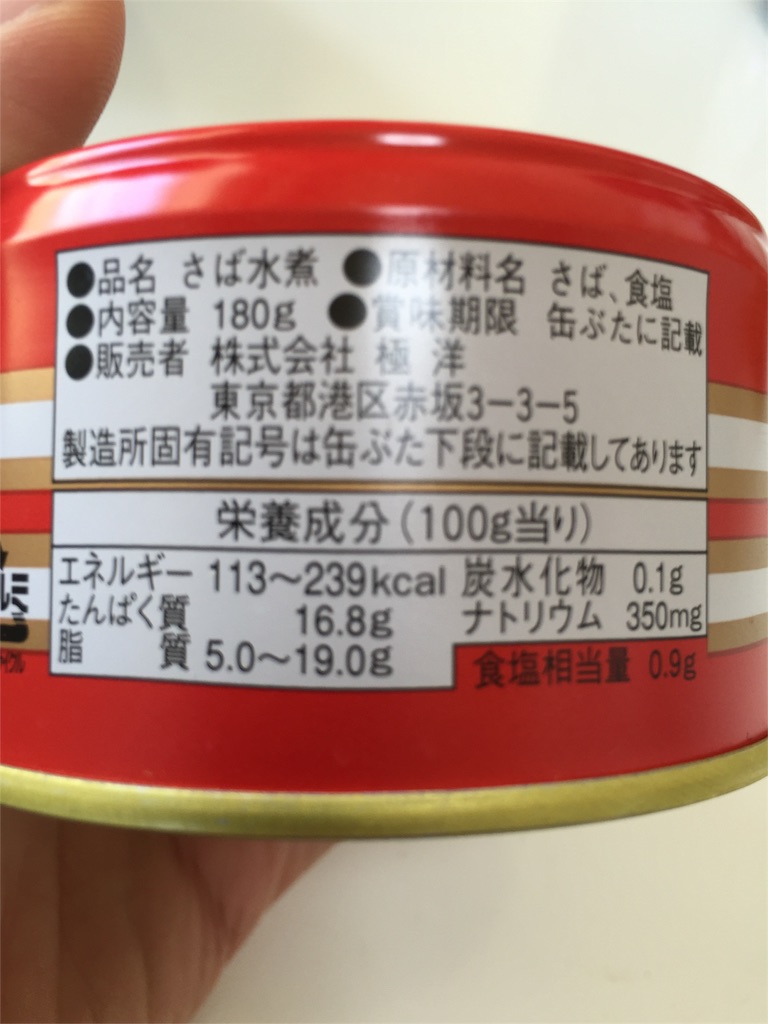 ●品名 さば水煮 ●原材料名 さば、食塩
●内容量 180g ●賞味期限 缶ぶたに記載
●販売者 株式会社 極 洋
東京都港区赤坂3-3-5
製造所固有記号は缶ぶた下段に記載してあります
栄養成分(100g当り)
エネルギー 113～239kcal 炭水化物 0.1g
たんぱく質 16.8g ナトリウム 350mg
脂 質 5.0～19.0g 食塩相当量 0.9g